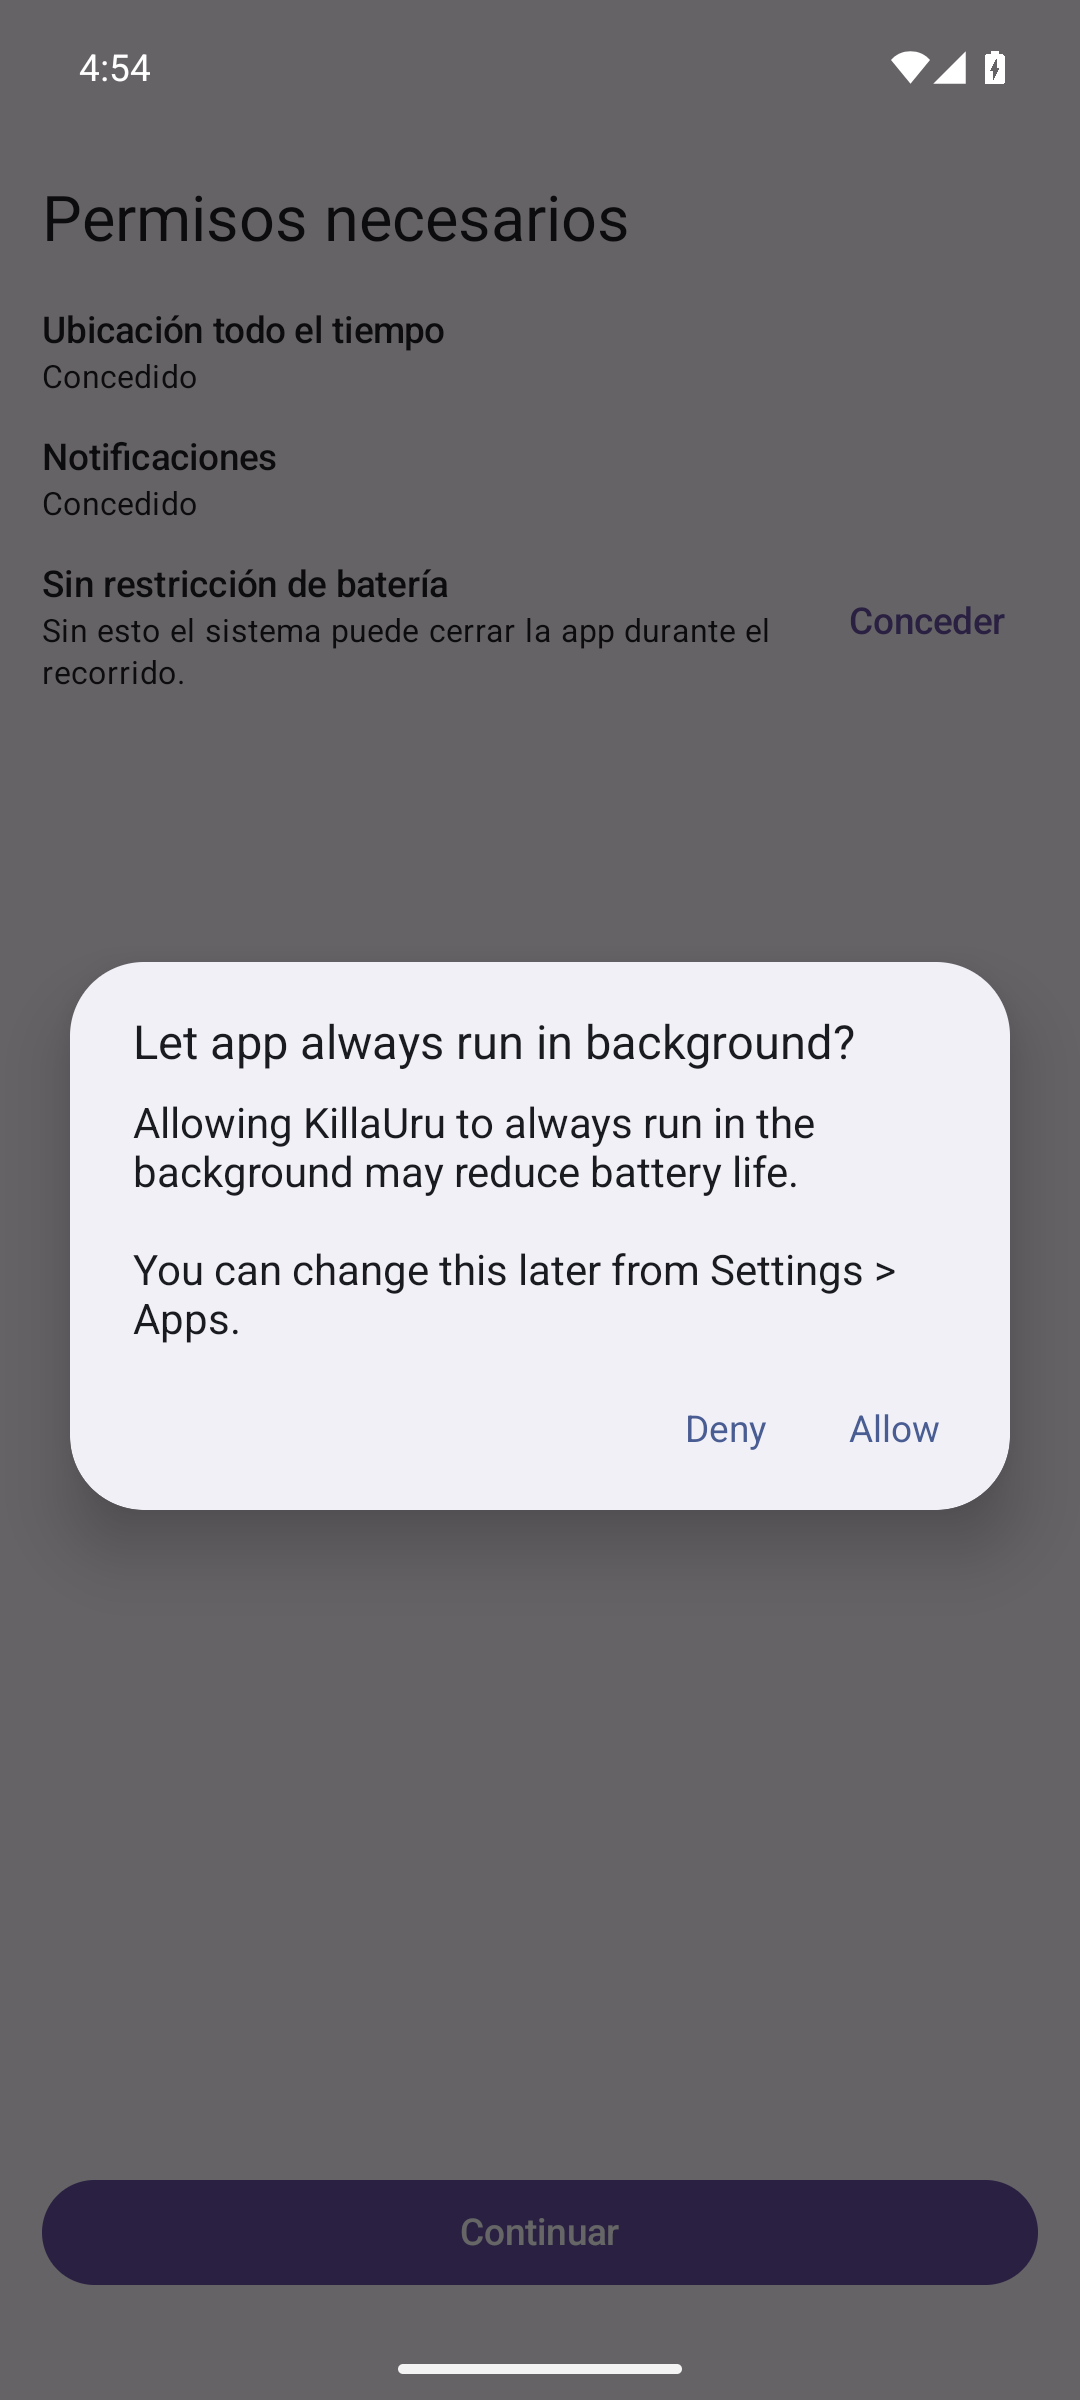 4:54
Permisos necesarios
Ubicación todo el tiempo
Concedido
Notificaciones
Concedido
Sin restricción de batería
Sin esto el sistema puede cerrar la app durante el
recorrido.
Conceder
Let app always run in background?
Allowing KillaUru to always run in the
background may reduce battery life.
You can change this later from Settings >
Apps.
Deny
Allow
Continuar